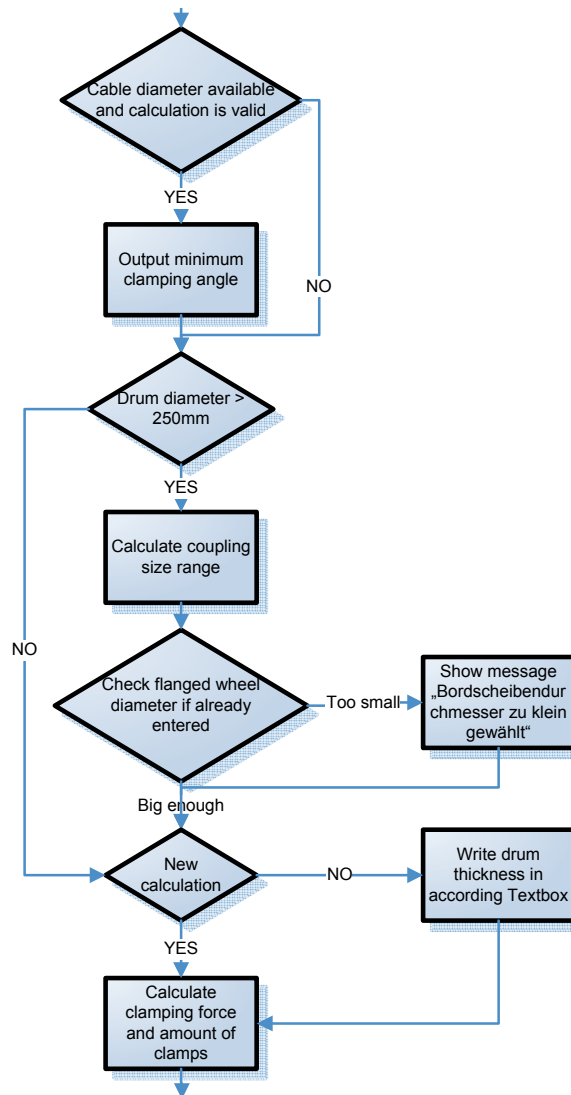 Cable diameter available
and calculation is valid
YES
Output minimum
clamping angle
NO
Drum diameter >
250mm
YES
Calculate coupling
size range
NO
Check flanged wheel
diameter if already
entered
Too small
Show message
„Bordscheibendur
chmesser zu klein
gewählt“
Big enough
New
calculation
NO
Write drum
thickness in
according Textbox
YES
Calculate
clamping force
and amount of
clamps